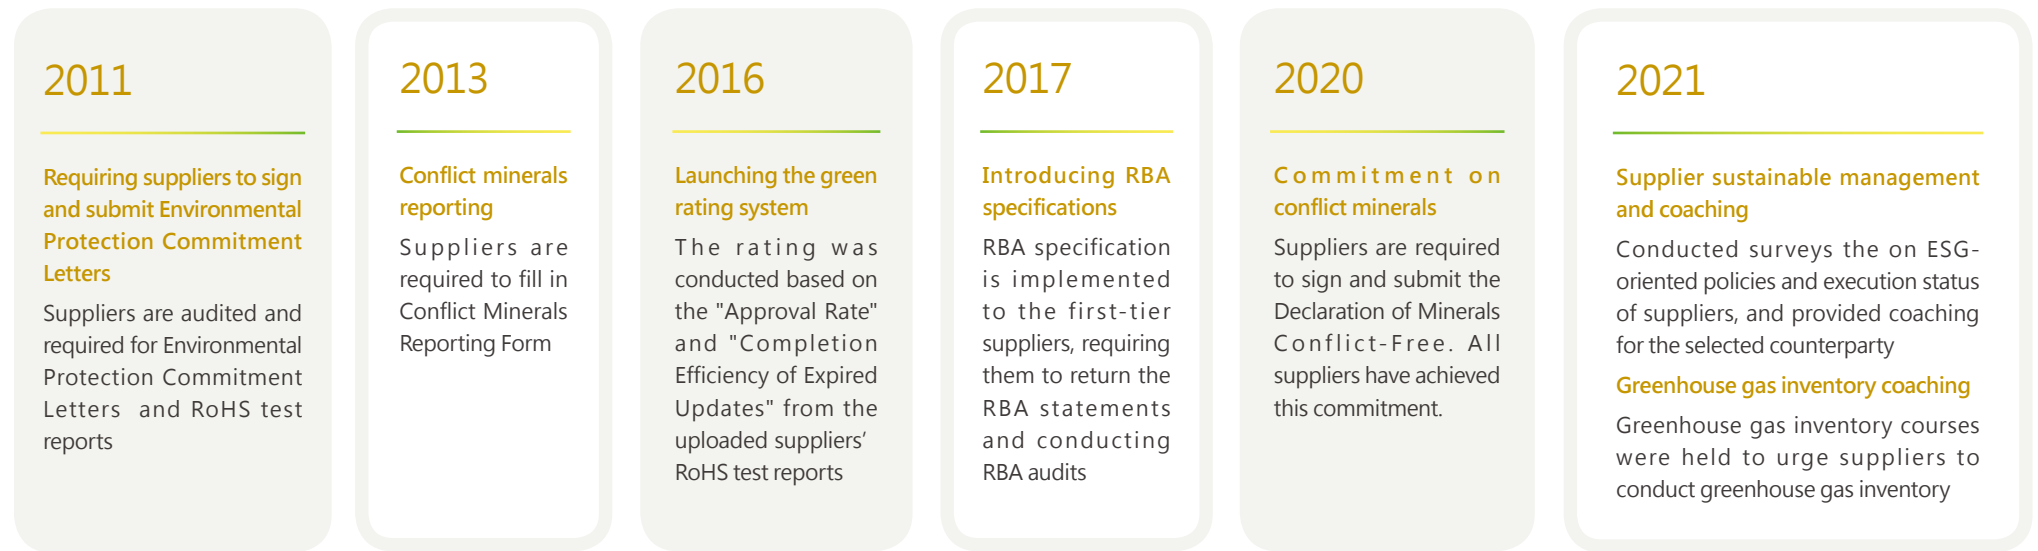 2011
Requiring suppliers to sign
and submit Environmental
Protection Commitment
Letters
Suppliers are audited and
required for Environmental
Protection Commitment
Letters and RoHS test
reports
2013
Conflict minerals
reporting
Suppliers are
required to fill in
Conflict Minerals
Reporting Form
2016
Launching the green
rating system
The rating was
conducted based on
the "Approval Rate"
and "Completion
Efficiency of Expired
Updates" from the
uploaded suppliers’
RoHS test reports
2017
Introducing RBA
specifications
RBA specification
is implemented
to the first-tier
suppliers, requiring
them to return the
RBA statements
and conducting
RBA audits
2020
Commitment on
conflict minerals
Suppliers are required
to sign and submit the
Declaration of Minerals
Conflict-Free. All
suppliers have achieved
this commitment.
2021
Supplier sustainable management
and coaching
Conducted surveys the on ESG-
oriented policies and execution status
of suppliers, and provided coaching
for the selected counterparty
Greenhouse gas inventory coaching
Greenhouse gas inventory courses
were held to urge suppliers to
conduct greenhouse gas inventory